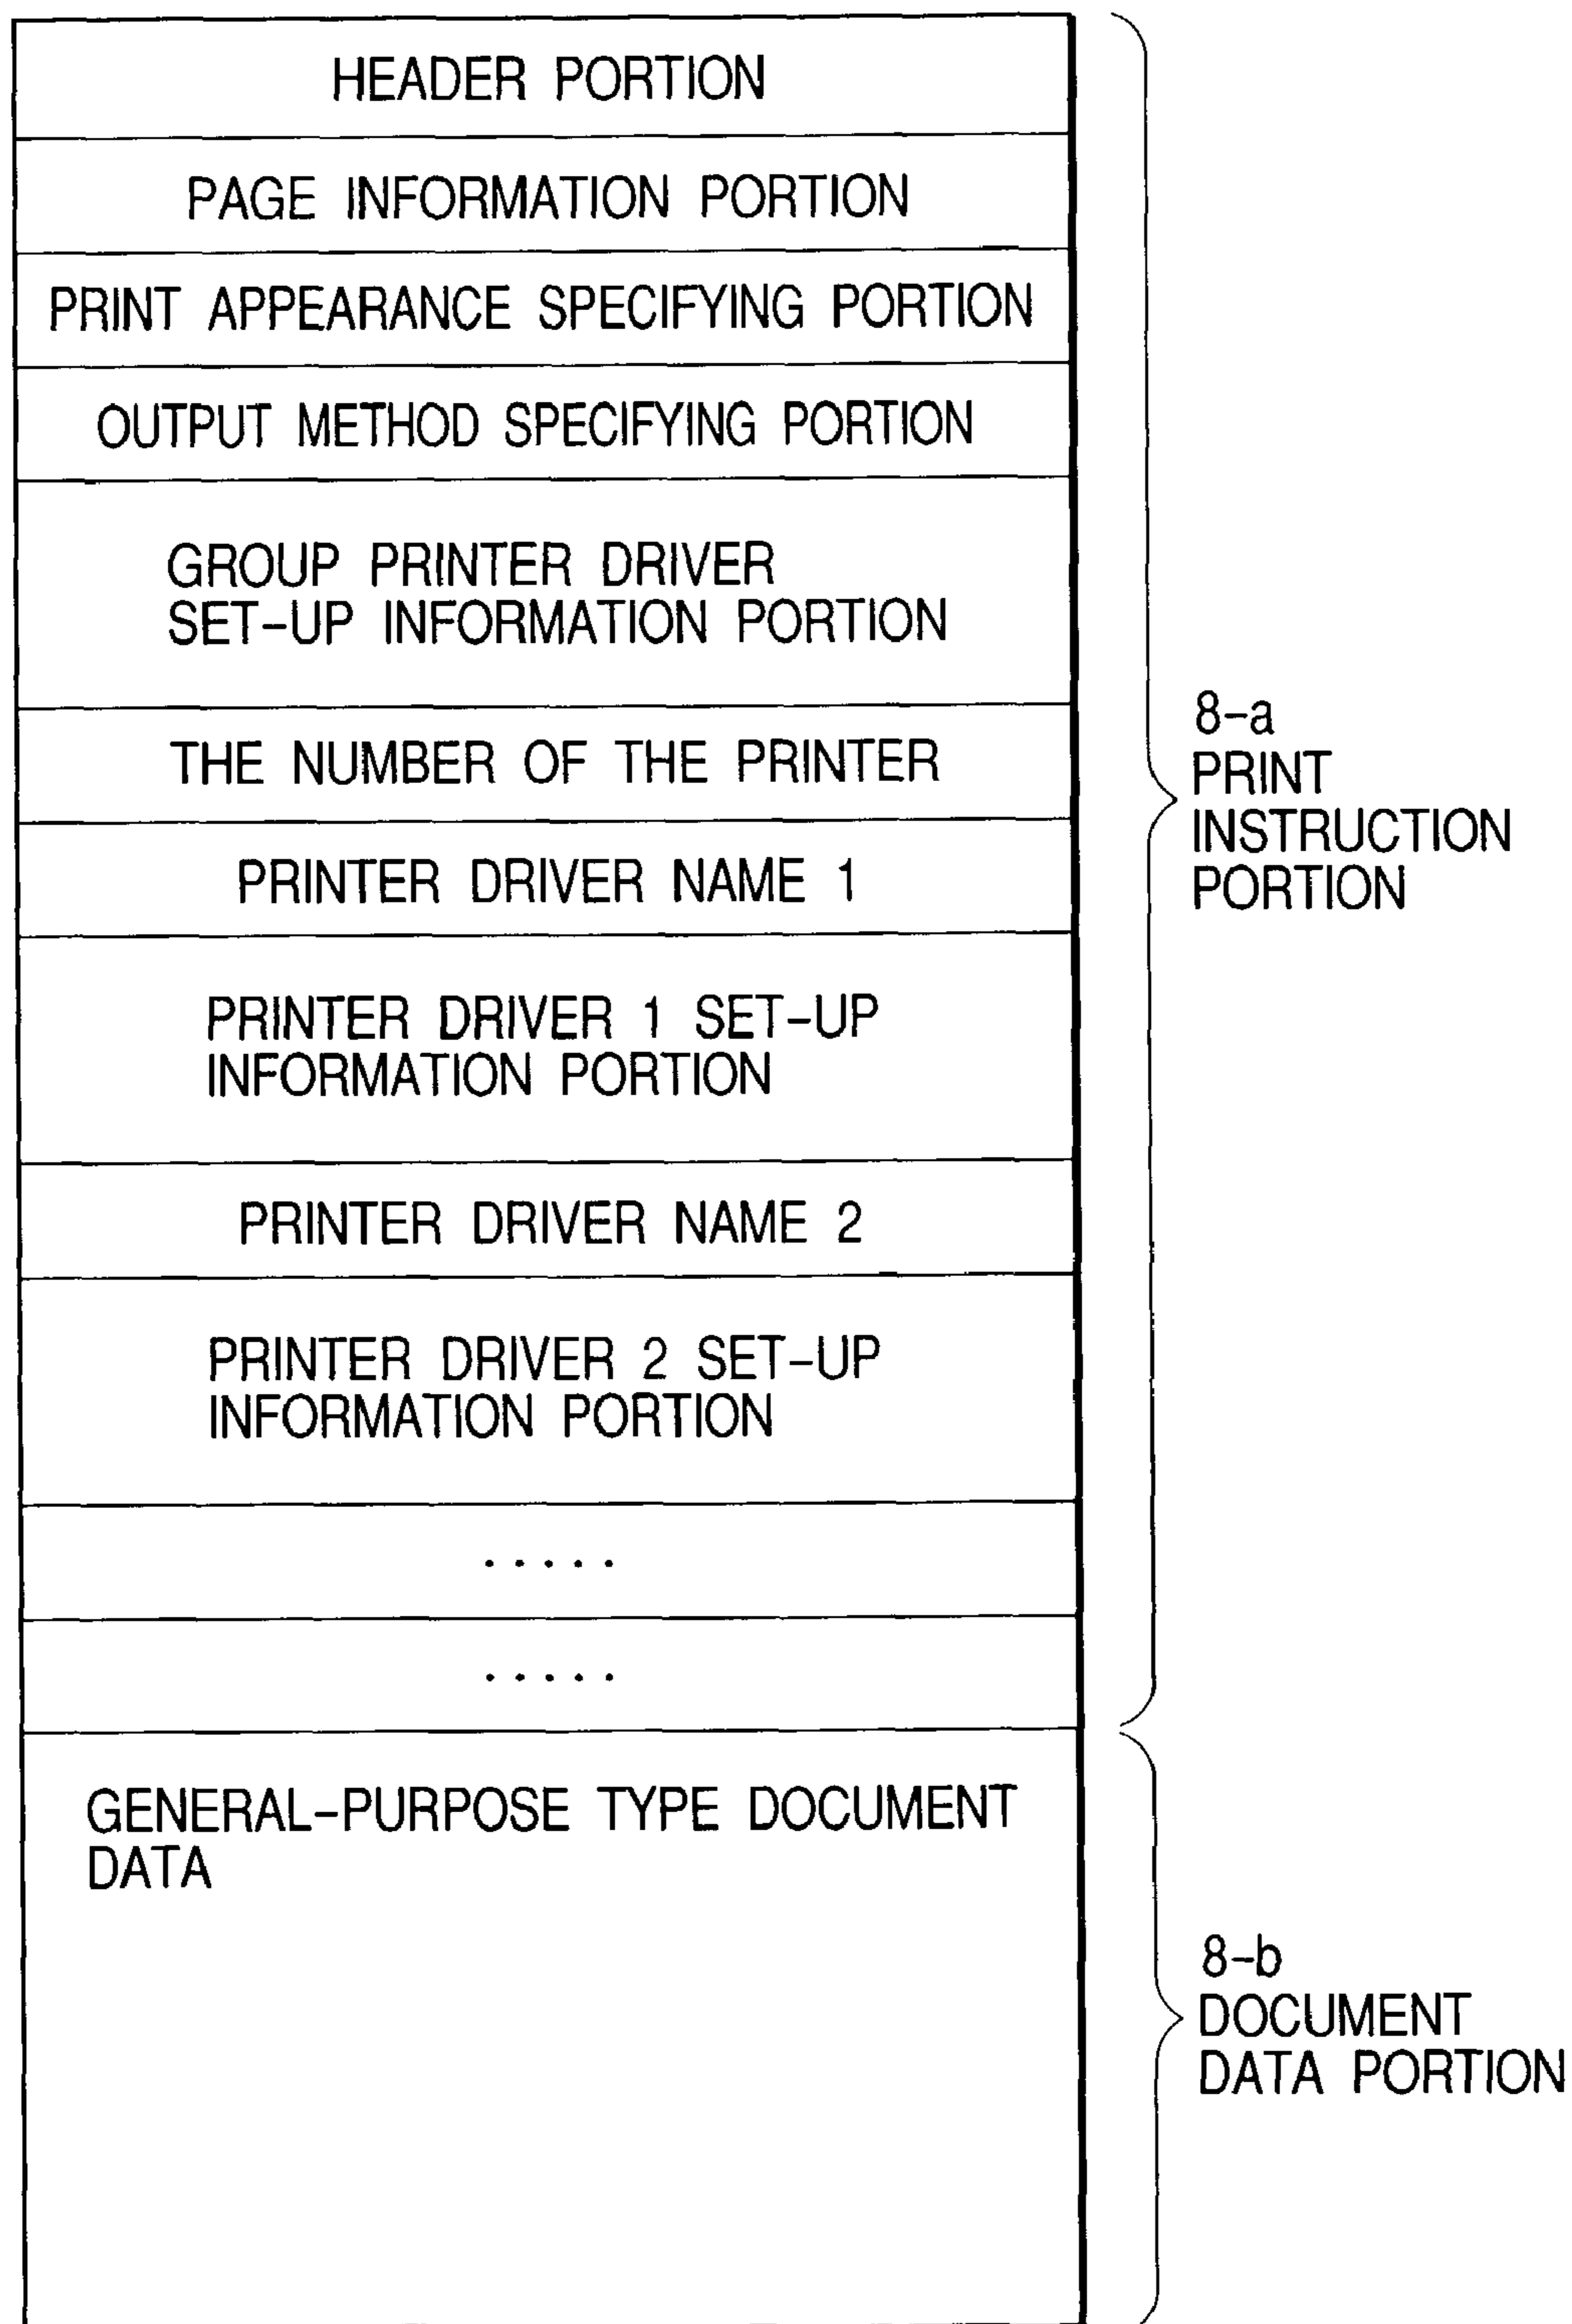 HEADER PORTION
PAGE INFORMATION PORTION
PRINT APPEARANCE SPECIFYING PORTION
OUTPUT METHOD SPECIFYING PORTION
GROUP PRINTER DRIVER
SET-UP INFORMATION PORTION
THE NUMBER OF THE PRINTER
PRINTER DRIVER NAME 1
PRINTER DRIVER 1 SET-UP
INFORMATION PORTION
PRINTER DRIVER NAME 2
PRINTER DRIVER 2 SET-UP
INFORMATION PORTION
.....
.....
GENERAL-PURPOSE TYPE DOCUMENT
DATA
8-a
PRINT
INSTRUCTION
PORTION
8-b
DOCUMENT
DATA PORTION